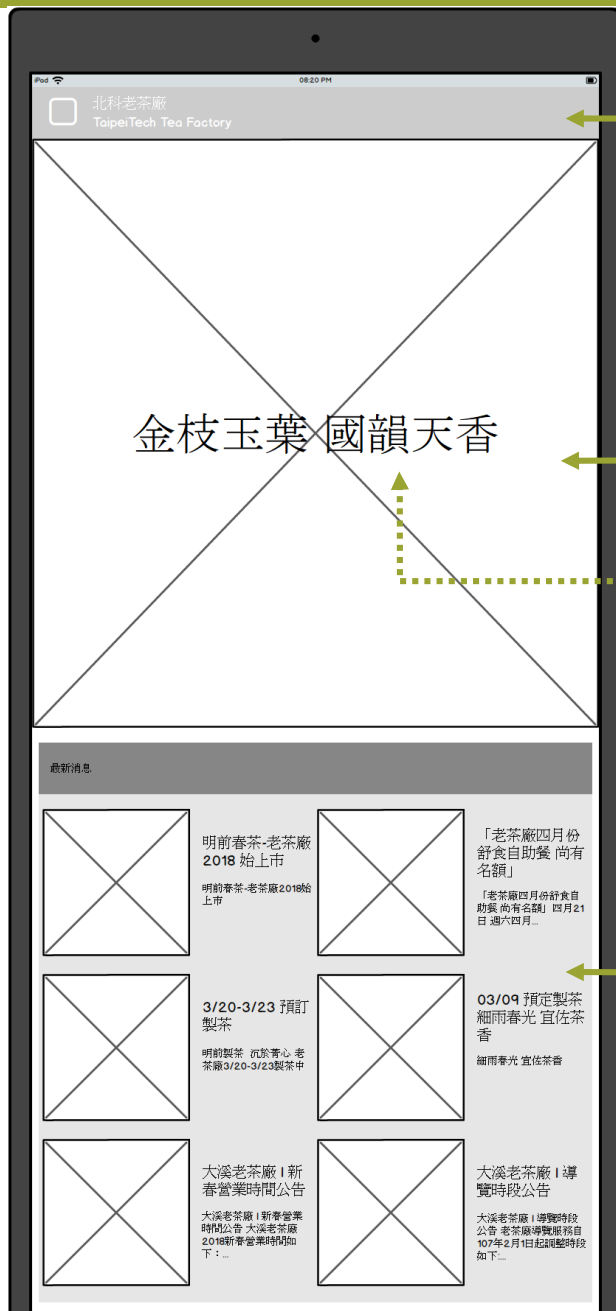 iPad
08:20 PM
北科老茶廠
TaipeiTech Tea Factory
金枝玉葉 國韻天香
最新消息
明前春茶-老茶廠
2018 始上市
明前春茶-老茶廠2018始
上市
「老茶廠四月份
舒食自助餐 尚有
名額」
「老茶廠四月份舒食自
助餐 尚有名額」四月21
日 週六四月...
3/20-3/23 預訂
製茶
明前製茶 沉於菁心 老
茶廠3/20-3/23製茶中
03/09 預定製茶
細雨春光 宜佐茶
香
細雨春光 宜佐茶香
大溪老茶廠 | 新
春營業時間公告
大溪老茶廠 | 新春營業
時間公告 大溪老茶廠
2018新春營業時間如
下：...
大溪老茶廠 | 導
覽時段公告
大溪老茶廠 | 導覽時段
公告 老茶廠導覽服務自
107年2月1日起調整時段
如下:...